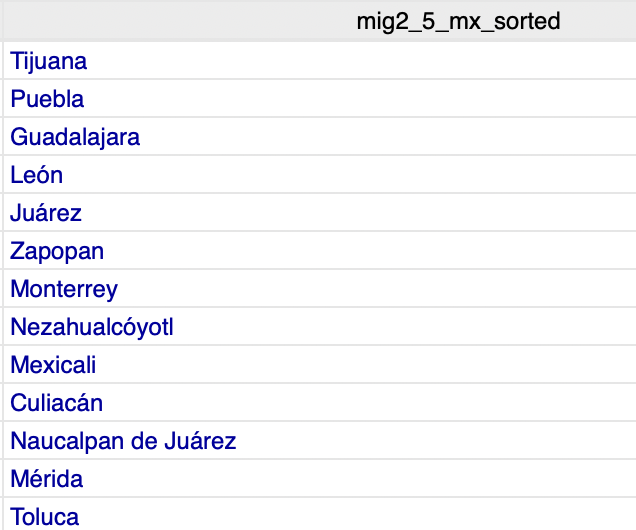 mig2_5_mx_sorted
Tijuana
Puebla
Guadalajara
León
Juárez
Zapopan
Monterrey
Nezahualcóyotl
Mexicali
Culiacán
Naucalpan de Juárez
Mérida
Toluca